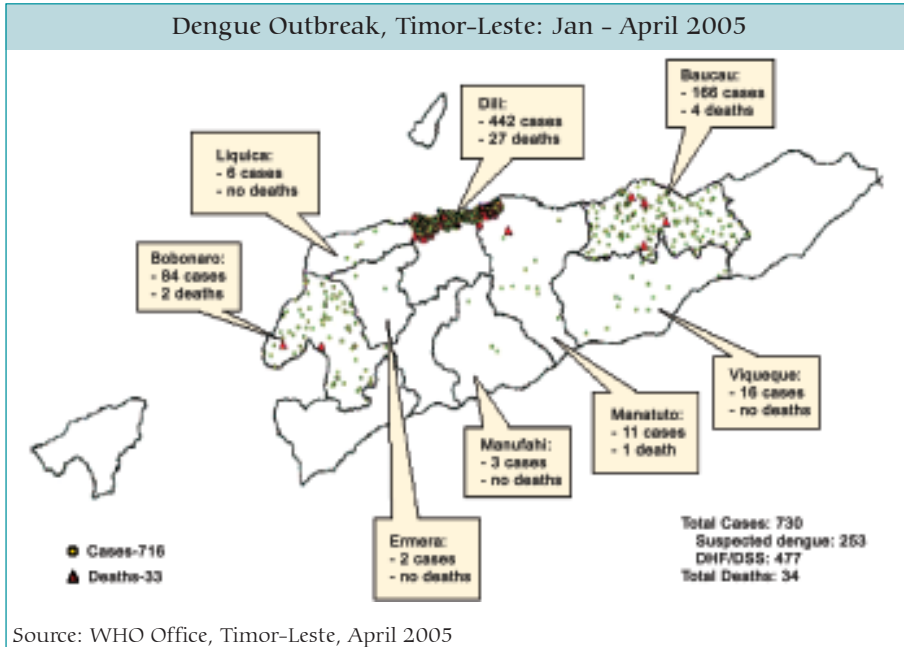 Dengue Outbreak, Timor-Leste: Jan - April 2005
Baucau:
- 166 cases
- 4 deaths
Dili:
- 442 cases
- 27 deaths
Liquica:
- 6 cases
- no deaths
Bobonaro:
- 84 cases
- 2 deaths
Viqueque:
- 16 cases
- no deaths
Manatuto:
- 11 cases
- 1 death
Manufahi:
- 3 cases
- no deaths
Ermera:
- 2 cases
- no deaths
Cases-716
Deaths-33
Total Cases: 730
Suspected dengue: 253
DHF/DSS: 477
Total Deaths: 34
Source: WHO Office, Timor-Leste, April 2005